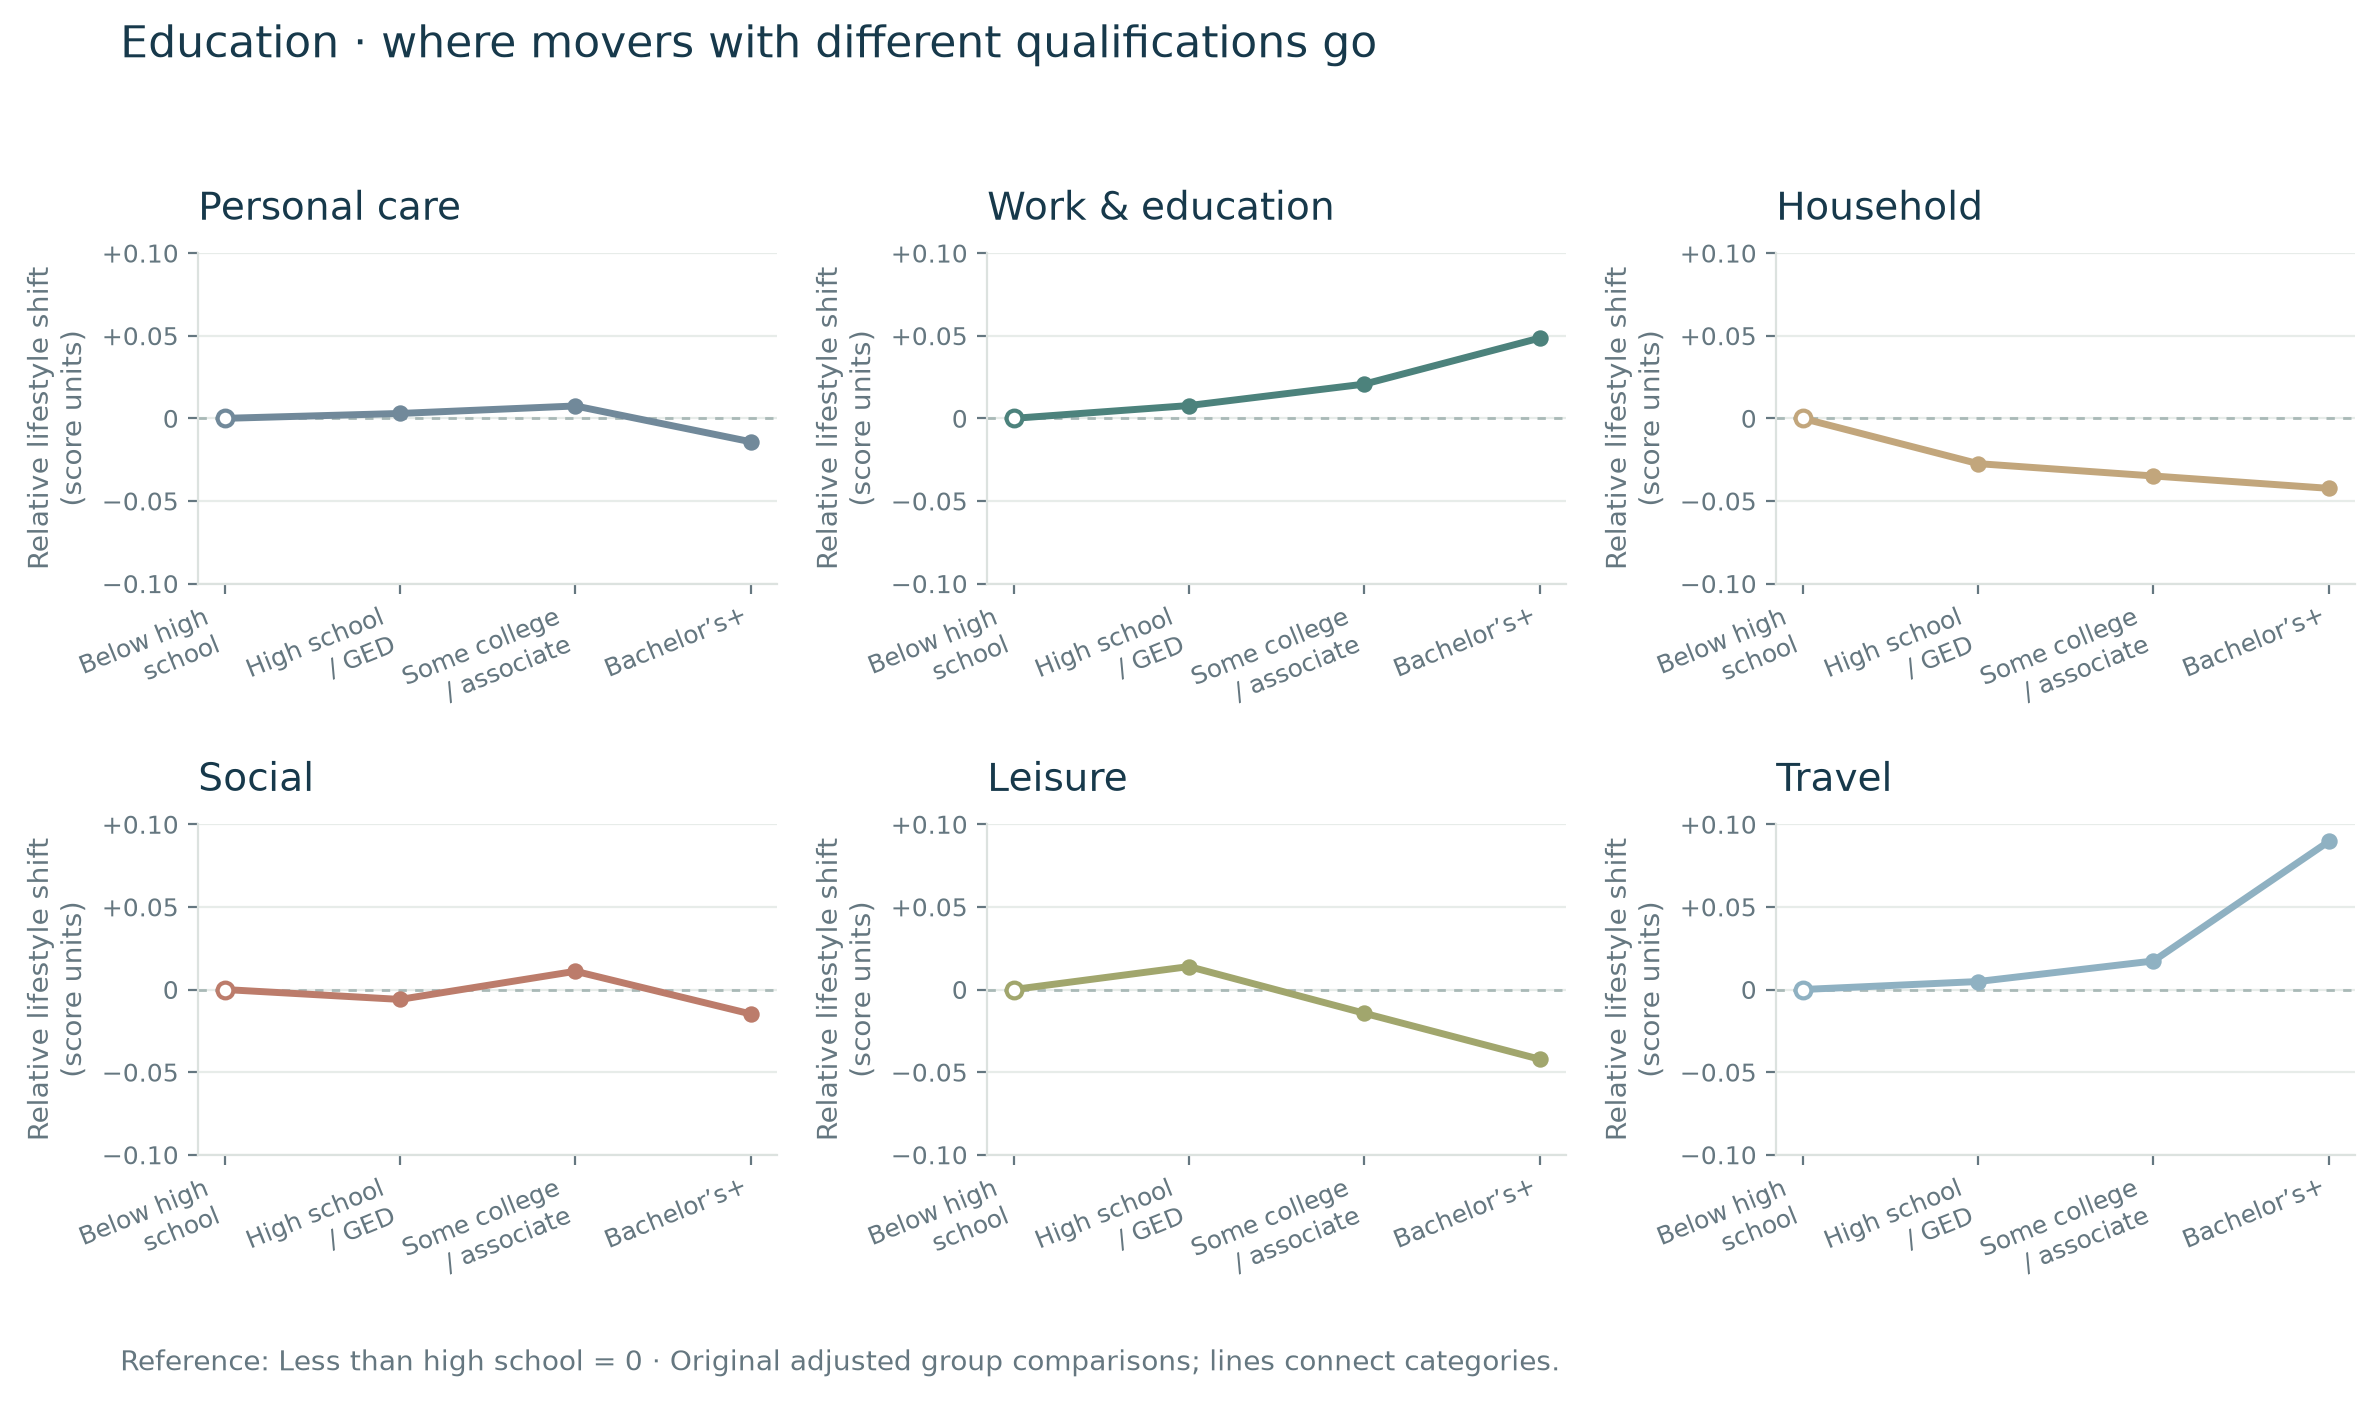 Education · where movers with different qualifications go
Personal care
Relative lifestyle shift
(score units)
+0.10
+0.05
0
−0.05
−0.10
Below high
school
High school
/ GED
Some college
/ associate
Bachelor’s+
Work & education
Relative lifestyle shift
(score units)
+0.10
+0.05
0
−0.05
−0.10
Below high
school
High school
/ GED
Some college
/ associate
Bachelor’s+
Household
Relative lifestyle shift
(score units)
+0.10
+0.05
0
−0.05
−0.10
Below high
school
High school
/ GED
Some college
/ associate
Bachelor’s+
Social
Relative lifestyle shift
(score units)
+0.10
+0.05
0
−0.05
−0.10
Below high
school
High school
/ GED
Some college
/ associate
Bachelor’s+
Leisure
Relative lifestyle shift
(score units)
+0.10
+0.05
0
−0.05
−0.10
Below high
school
High school
/ GED
Some college
/ associate
Bachelor’s+
Travel
Relative lifestyle shift
(score units)
+0.10
+0.05
0
−0.05
−0.10
Below high
school
High school
/ GED
Some college
/ associate
Bachelor’s+
Reference: Less than high school = 0 · Original adjusted group comparisons; lines connect categories.